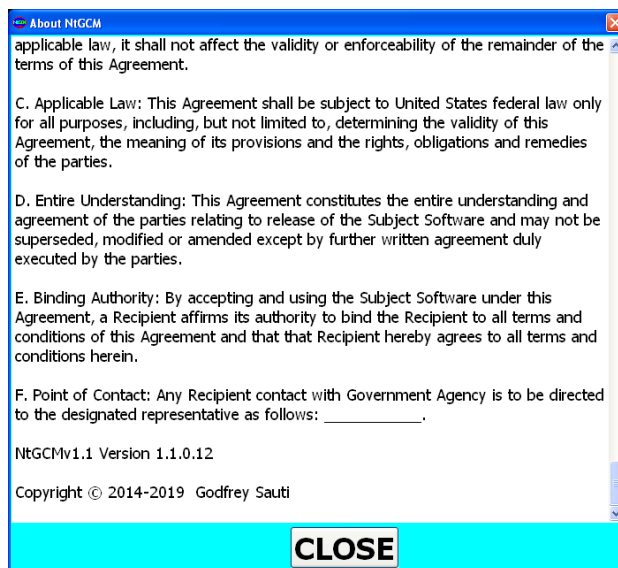 About NtGCM
applicable law, it shall not affect the validity or enforceability of the remainder of the
terms of this Agreement.
C. Applicable Law: This Agreement shall be subject to United States federal law only
for all purposes, including, but not limited to, determining the validity of this
Agreement, the meaning of its provisions and the rights, obligations and remedies
of the parties.
D. Entire Understanding: This Agreement constitutes the entire understanding and
agreement of the parties relating to release of the Subject Software and may not be
superseded, modified or amended except by further written agreement duly
executed by the parties.
E. Binding Authority: By accepting and using the Subject Software under this
Agreement, a Recipient affirms its authority to bind the Recipient to all terms and
conditions of this Agreement and that that Recipient hereby agrees to all terms and
conditions herein.
F. Point of Contact: Any Recipient contact with Government Agency is to be directed
to the designated representative as follows: ____________.
NtGCMv1.1 Version 1.1.0.12
Copyright © 2014-2019  Godfrey Sauti
CLOSE